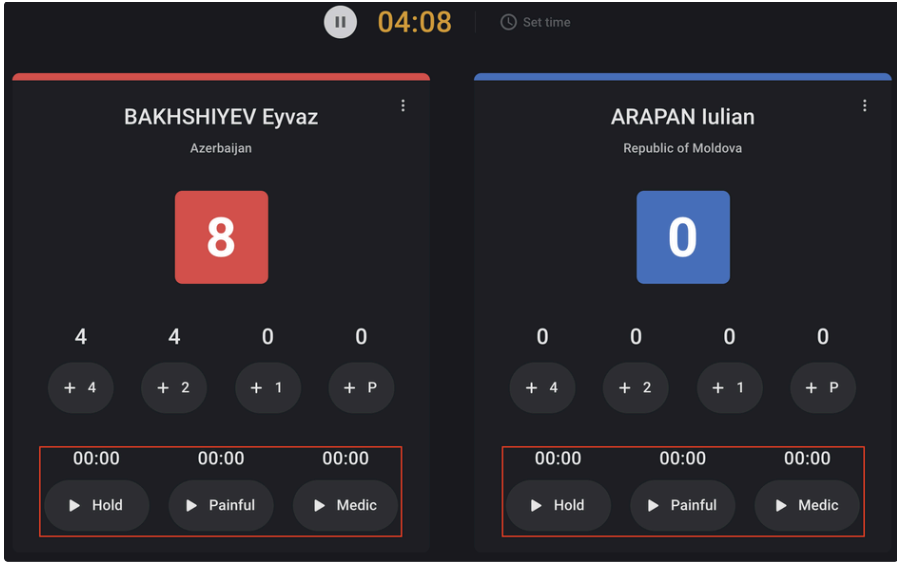 04:08 Set time
BAKHSHIYEV Eyvaz
Azerbaijan
8
4 4 0 0
+ 4 + 2 + 1 + P
00:00 00:00 00:00
Hold Painful Medic
ARAPAN Iulian
Republic of Moldova
0
0 0 0 0
+ 4 + 2 + 1 + P
00:00 00:00 00:00
Hold Painful Medic